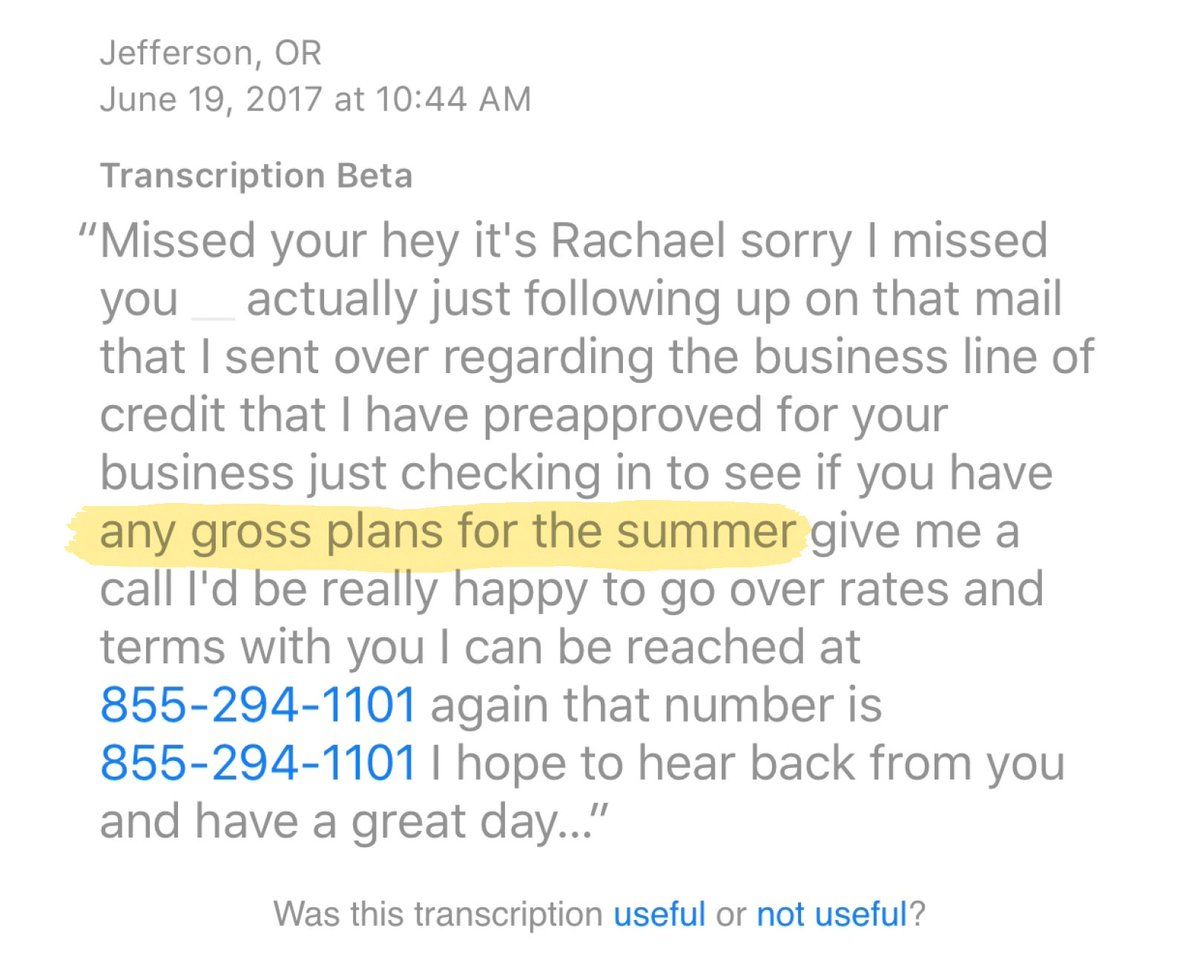 Jefferson, OR
June 19, 2017 at 10:44 AM
Transcription Beta
“Missed your hey it's Rachael sorry I missed
you __ actually just following up on that mail
that I sent over regarding the business line of
credit that I have preapproved for your
business just checking in to see if you have
any gross plans for the summer give me a
call I'd be really happy to go over rates and
terms with you I can be reached at
855-294-1101 again that number is
855-294-1101 I hope to hear back from you
and have a great day...”
Was this transcription useful or not useful?